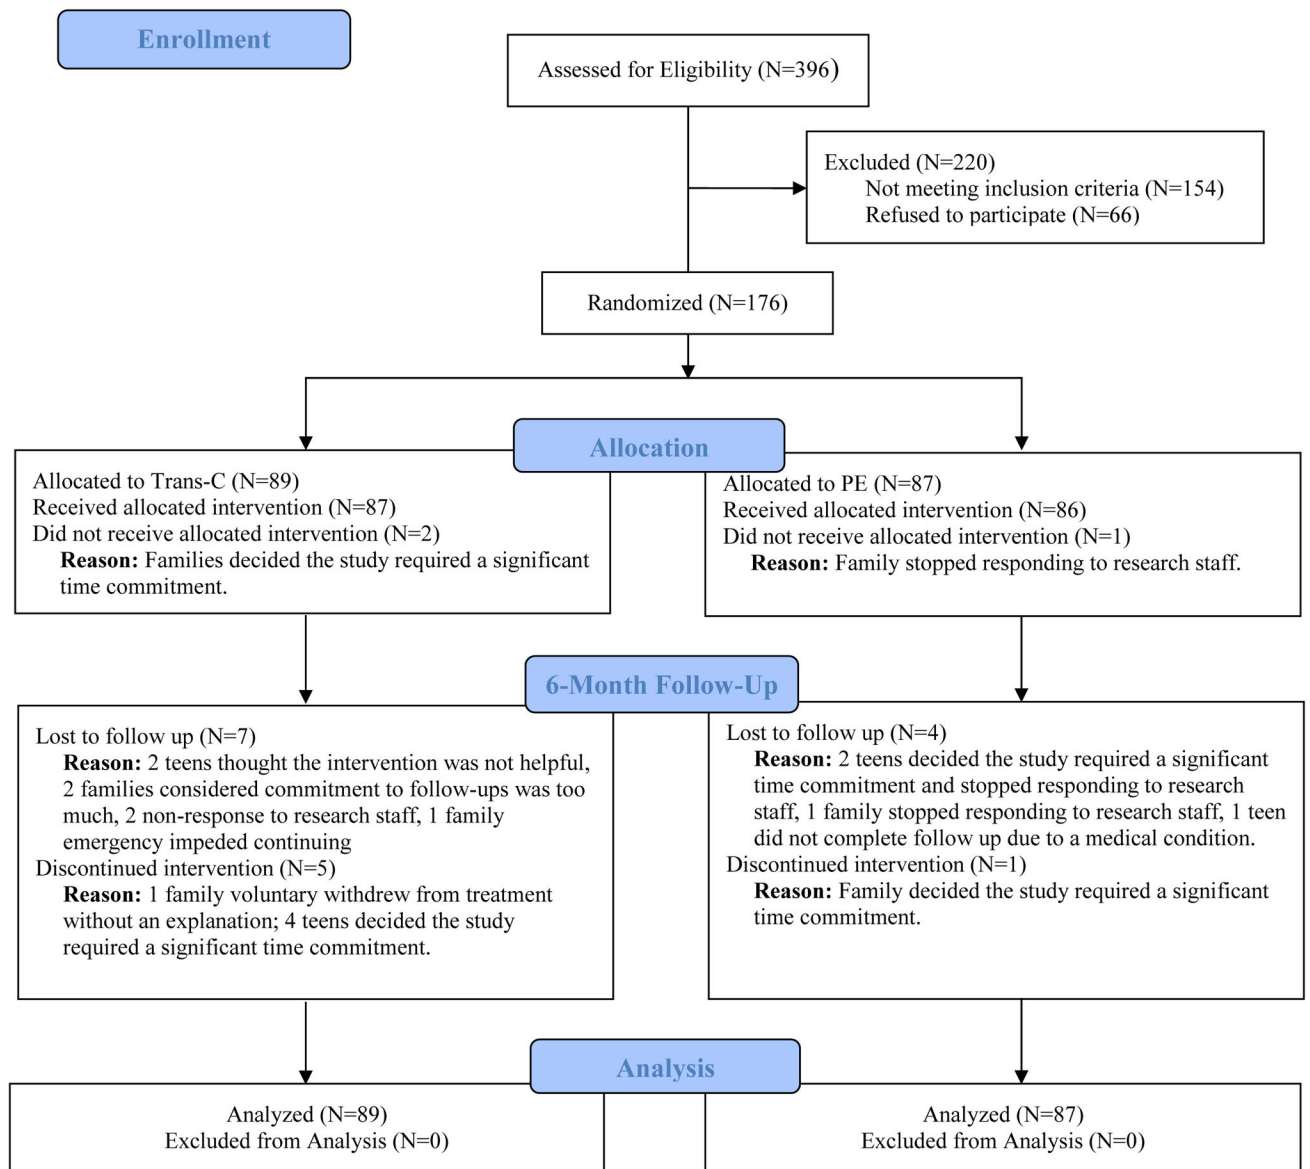 Enrollment
Assessed for Eligibility (N=396)
Excluded (N=220)
Not meeting inclusion criteria (N=154)
Refused to participate (N=66)
Randomized (N=176)
Allocation
Allocated to Trans-C (N=89)
Received allocated intervention (N=87)
Did not receive allocated intervention (N=2)
Reason: Families decided the study required a significant
time commitment.
Allocated to PE (N=87)
Received allocated intervention (N=86)
Did not receive allocated intervention (N=1)
Reason: Family stopped responding to research staff.
6-Month Follow-Up
Lost to follow up (N=7)
Reason: 2 teens thought the intervention was not helpful,
2 families considered commitment to follow-ups was too
much, 2 non-response to research staff, 1 family
emergency impeded continuing
Discontinued intervention (N=5)
Reason: 1 family voluntary withdrew from treatment
without an explanation; 4 teens decided the study
required a significant time commitment.
Lost to follow up (N=4)
Reason: 2 teens decided the study required a significant
time commitment and stopped responding to research
staff, 1 family stopped responding to research staff, 1 teen
did not complete follow up due to a medical condition.
Discontinued intervention (N=1)
Reason: Family decided the study required a significant
time commitment.
Analysis
Analyzed (N=89)
Excluded from Analysis (N=0)
Analyzed (N=87)
Excluded from Analysis (N=0)